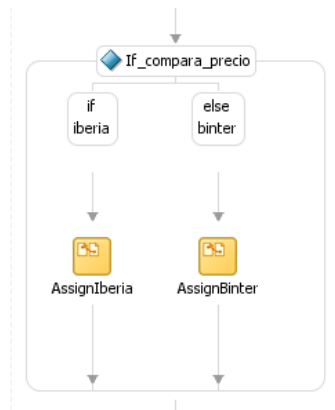 If_compara_precio
if
iberia
else
binter
AssignIberia
AssignBinter